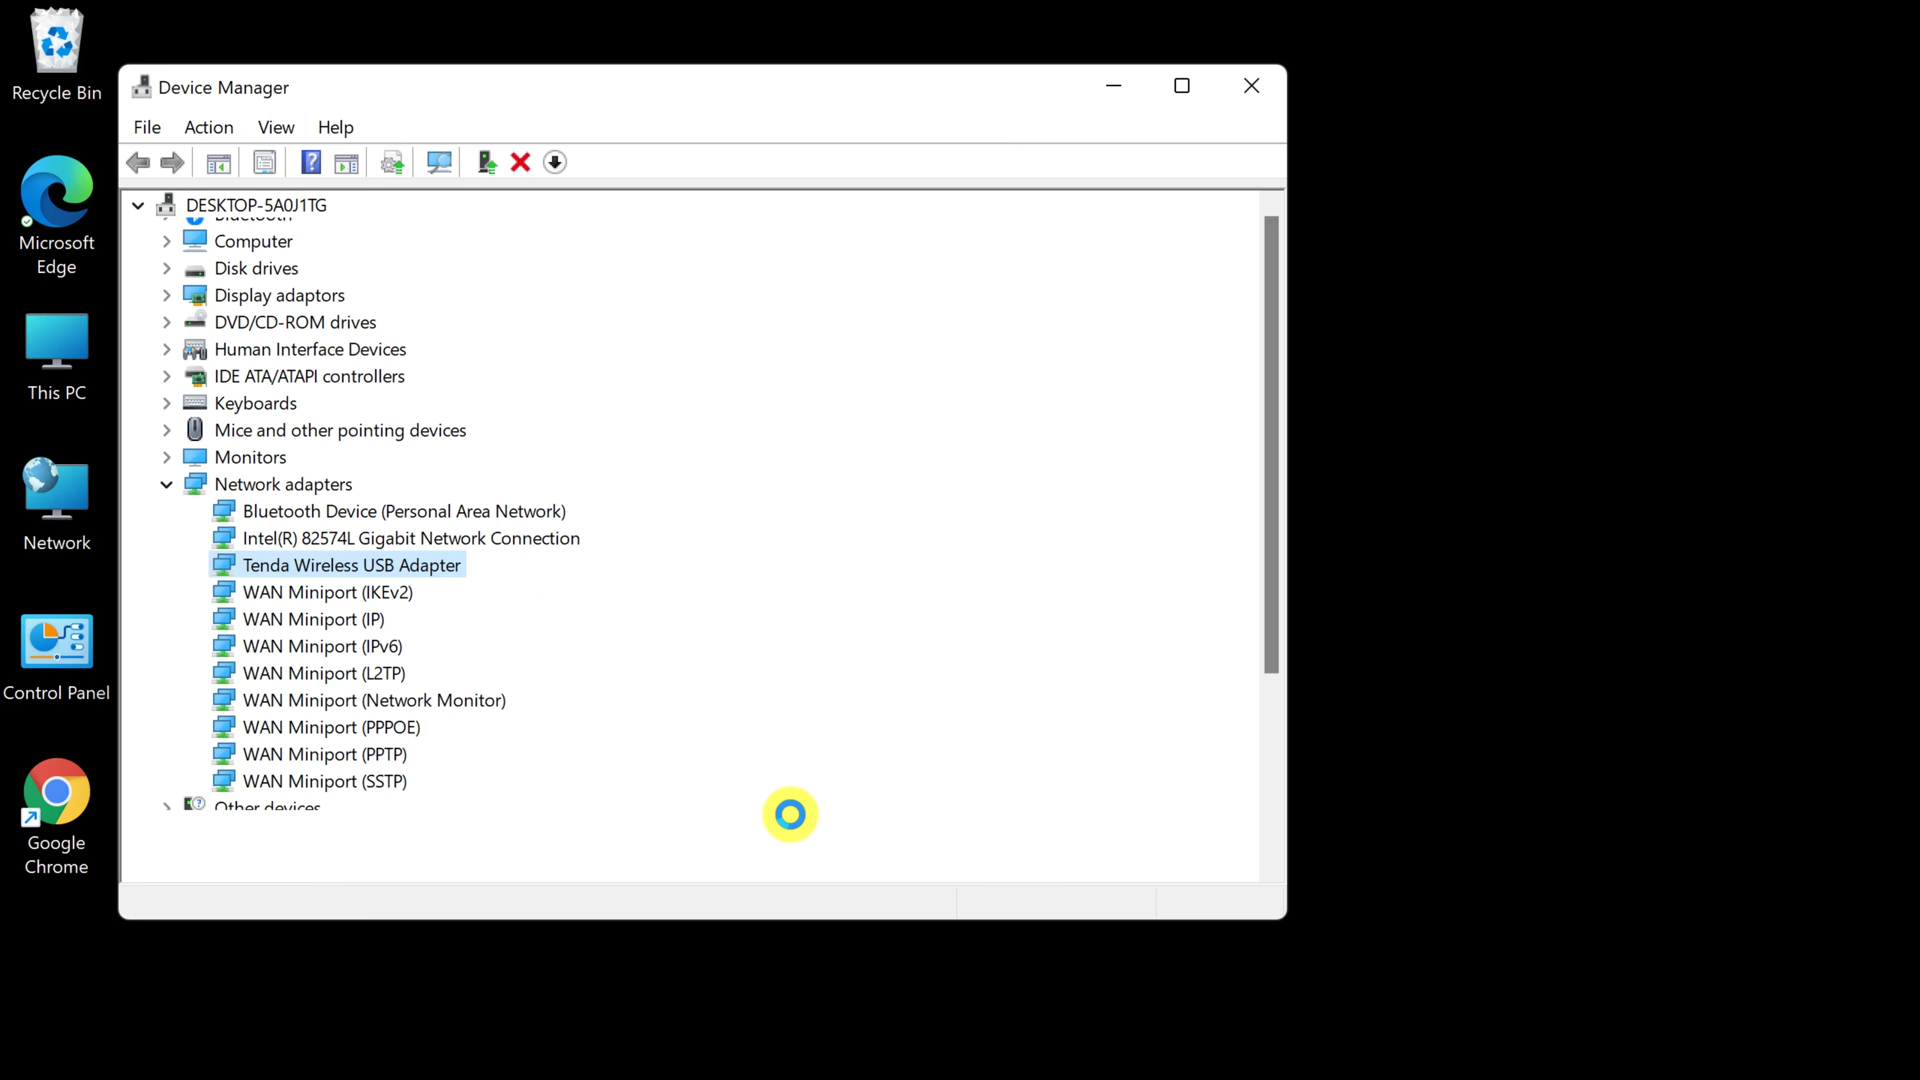 Recycle Bin
Microsoft
Edge
This PC
Network
Control Panel
Google
Chrome
Device Manager
File Action View Help
DESKTOP-5A0J1TG
Bluetooth
Computer
Disk drives
Display adaptors
DVD/CD-ROM drives
Human Interface Devices
IDE ATA/ATAPI controllers
Keyboards
Mice and other pointing devices
Monitors
Network adapters
Bluetooth Device (Personal Area Network)
Intel(R) 82574L Gigabit Network Connection
Tenda Wireless USB Adapter
WAN Miniport (IKEv2)
WAN Miniport (IP)
WAN Miniport (IPv6)
WAN Miniport (L2TP)
WAN Miniport (Network Monitor)
WAN Miniport (PPPOE)
WAN Miniport (PPTP)
WAN Miniport (SSTP)
Other devices